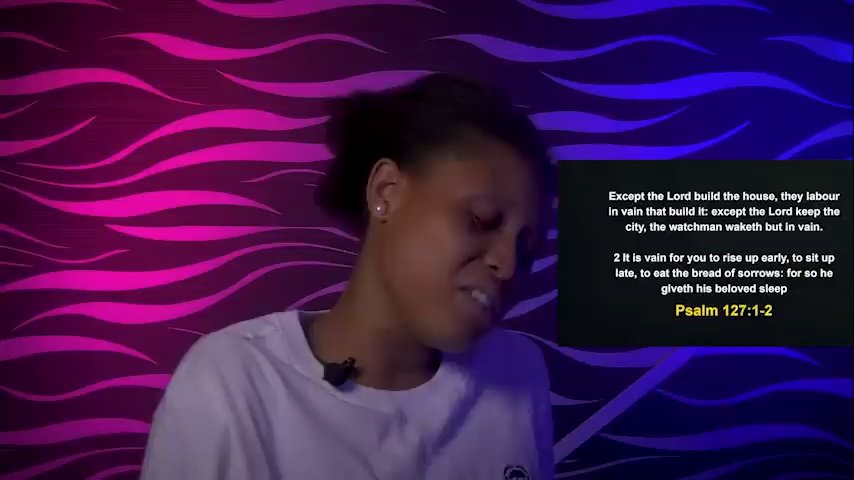 Except the Lord build the house, they labour
in vain that build it: except the Lord keep the
city, the watchman waketh but in vain.
2 It is vain for you to rise up early, to sit up
late, to eat the bread of sorrows: for so he
giveth his beloved sleep
Psalm 127:1-2